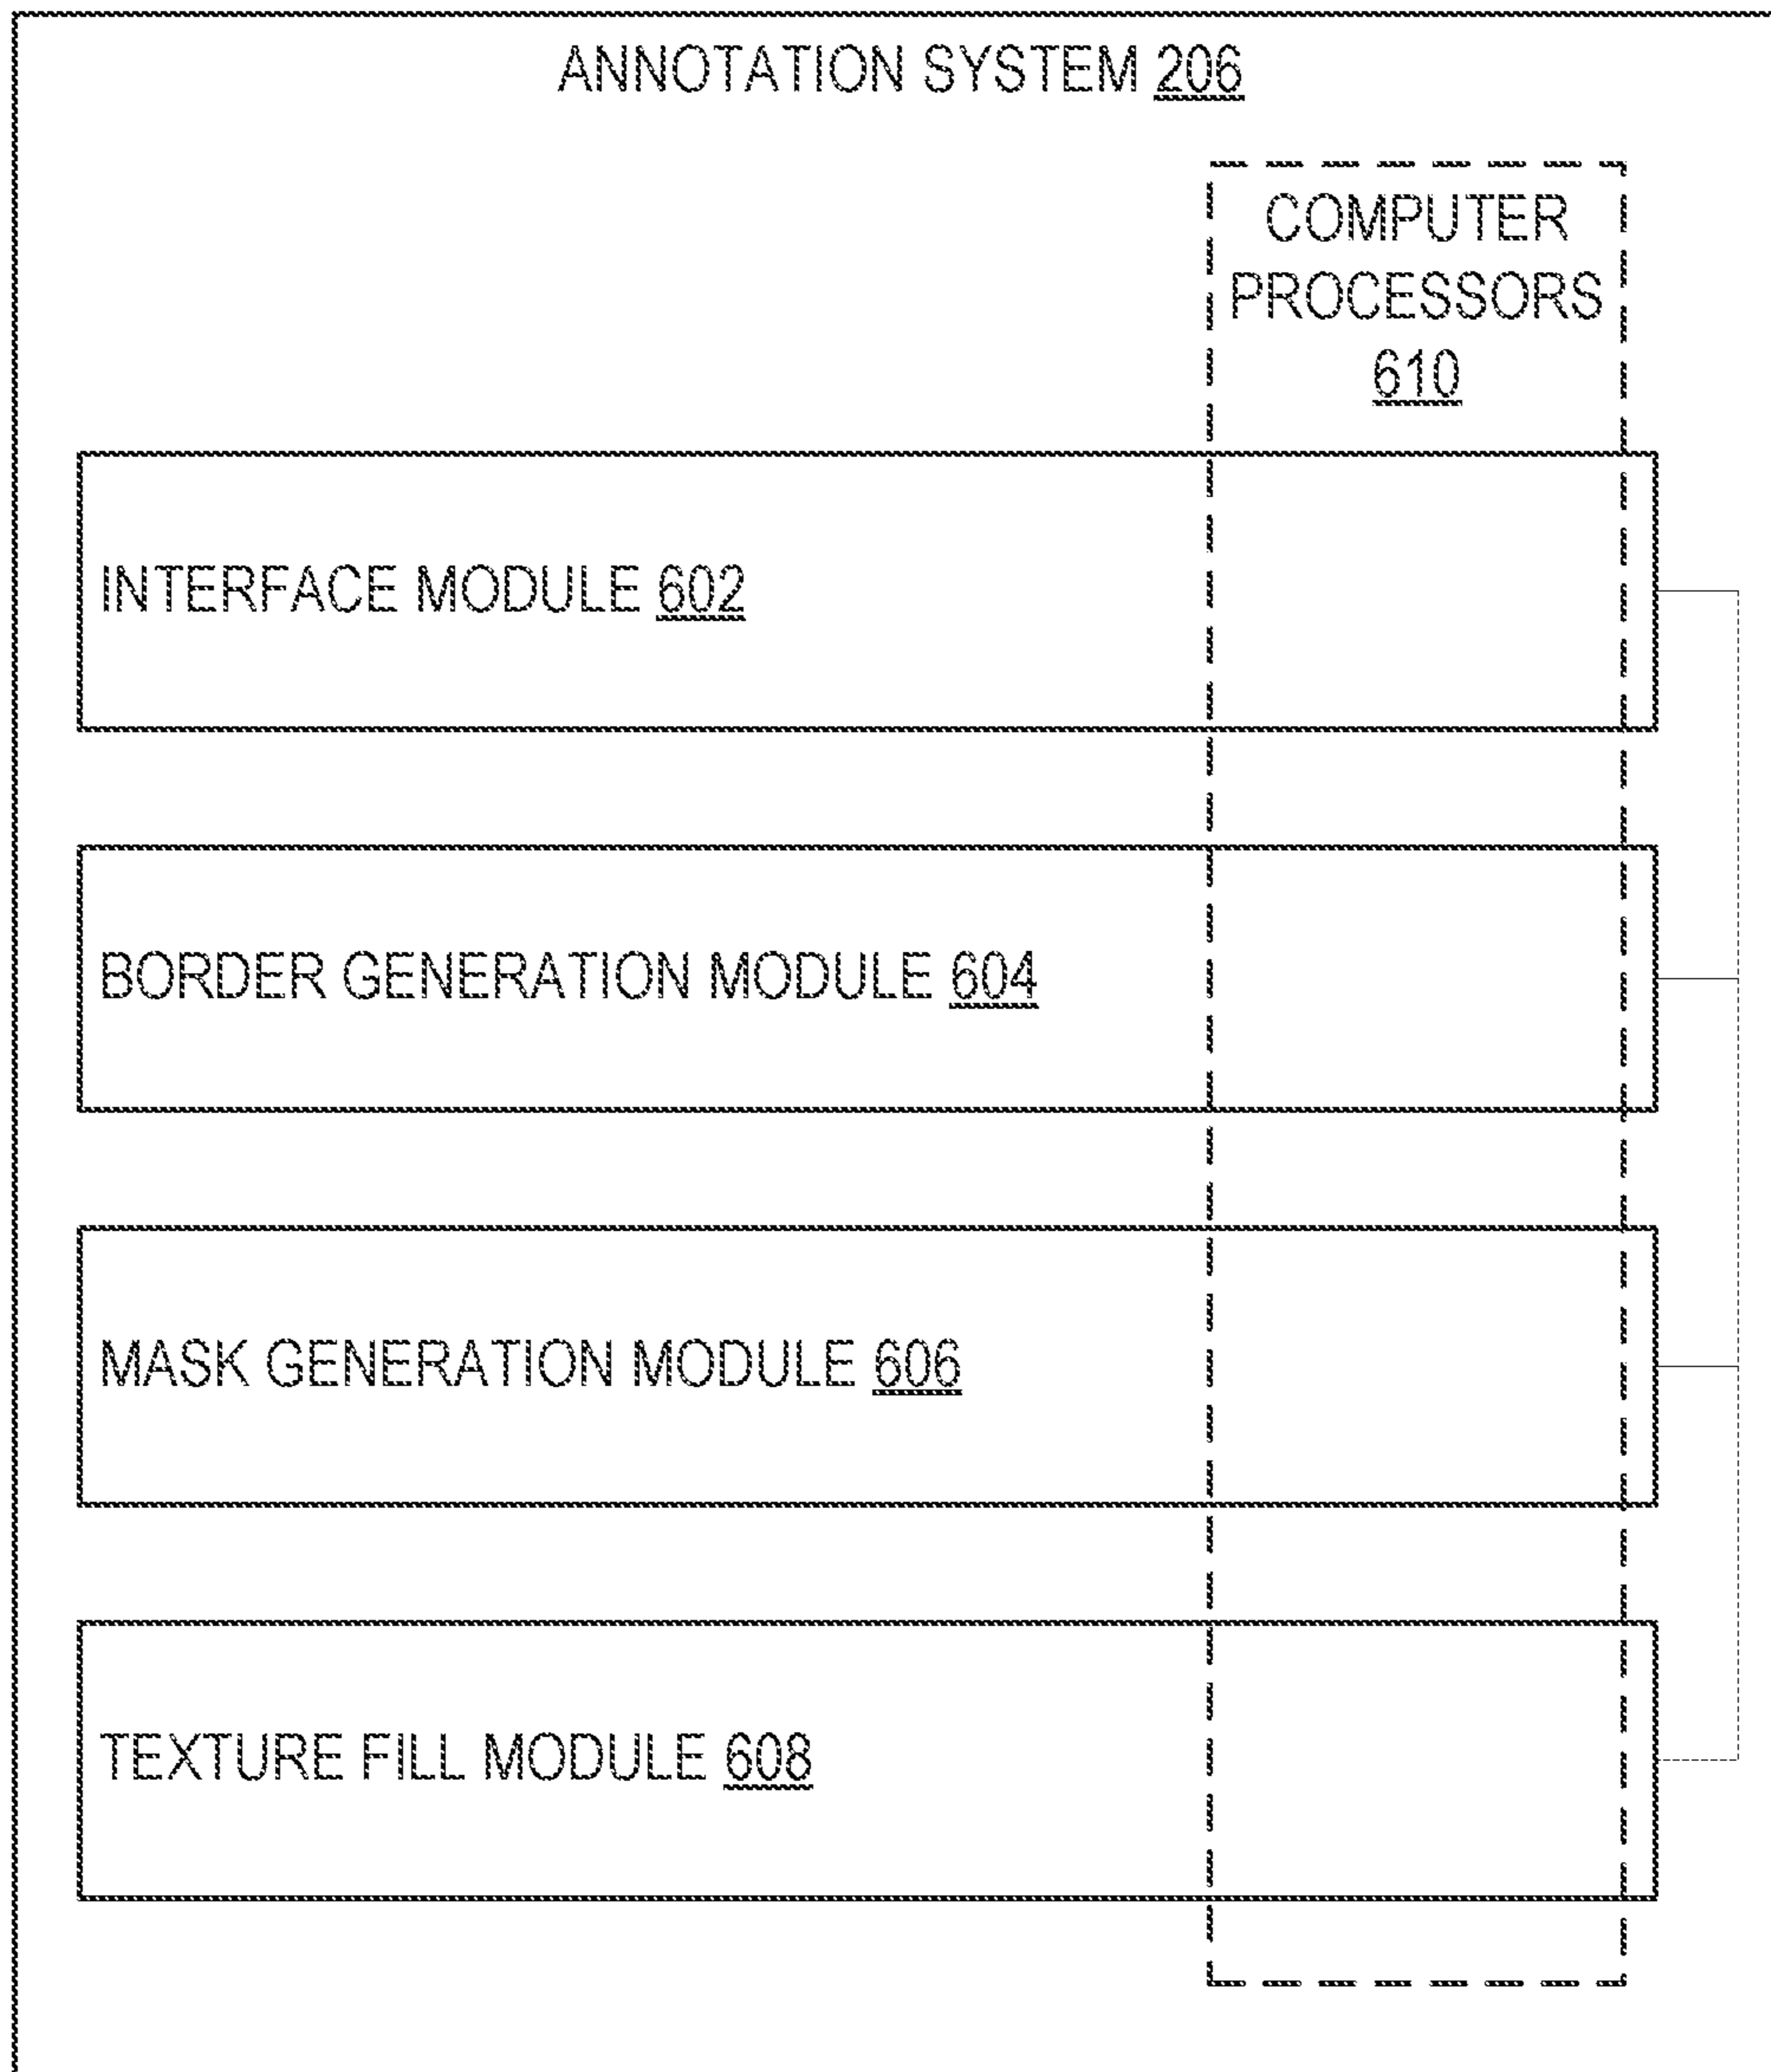 ANNOTATION SYSTEM 206
COMPUTER
PROCESSORS
610
INTERFACE MODULE 602
BORDER GENERATION MODULE 604
MASK GENERATION MODULE 606
TEXTURE FILL MODULE 608